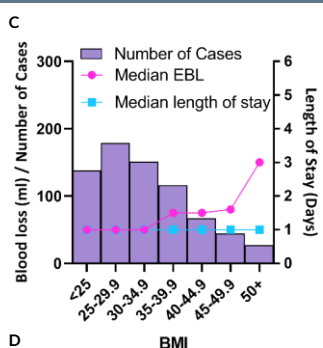 C
Number of Cases
Median EBL
Median length of stay
Blood loss (ml) / Number of Cases
300
200
100
0
6
5
4
3
2
1
0
Length of Stay (Days)
<25
25-29.9
30-34.9
35-39.9
40-44.9
45-49.9
50+
BMI
D